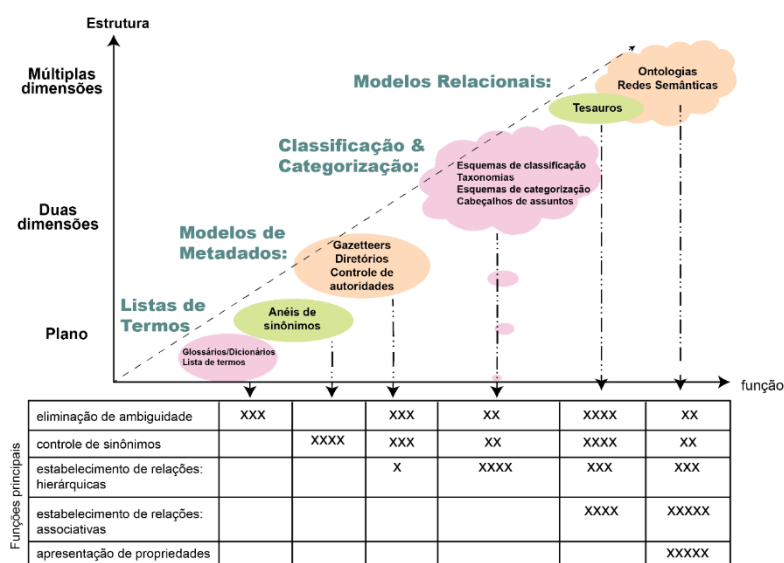 Estrutura
Múltiplas
dimensões
Modelos Relacionais:
Ontologias
Redes Semânticas
Tesauros
Classificação &
Categorização:
Esquemas de classificação
Taxonomias
Esquemas de categorização
Cabeçalhos de assuntos
Duas
dimensões
Modelos de
Metadados:
Gazetteers
Diretórios
Controle de
autoridades
Listas de
Termos
Anéis de
sinônimos
Plano
Glossários/Dicionários
Lista de termos
função
Funções principais
eliminação de ambiguidade XXX XXX XX XXXX XX
controle de sinônimos XXXX XXX XX XXXX XX
estabelecimento de relações:
hierárquicas X XXXX XXX XXX
estabelecimento de relações:
associativas XXXX XXXXX
apresentação de propriedades XXXXX